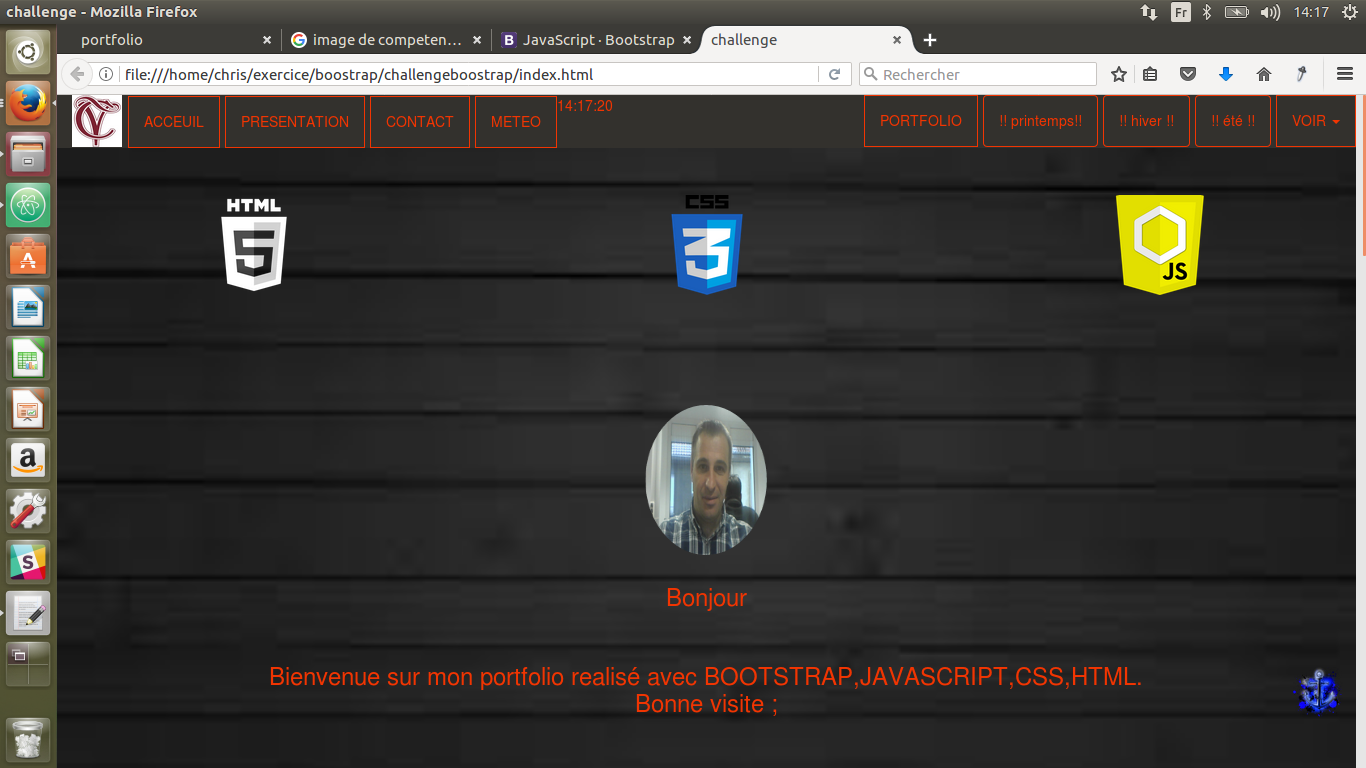 challenge - Mozilla Firefox
Fr
14:17
portfolio
image de competen…
B JavaScript · Bootstrap
challenge
file:///home/chris/exercice/boostrap/challengeboostrap/index.html
Rechercher
ACCEUIL
PRESENTATION
CONTACT
METEO
14:17:20
PORTFOLIO
!! printemps!!
!! hiver !!
!! été !!
VOIR
HTML
5
CSS
3
JS
Bonjour
Bienvenue sur mon portfolio realisé avec BOOTSTRAP,JAVASCRIPT,CSS,HTML.
Bonne visite ;